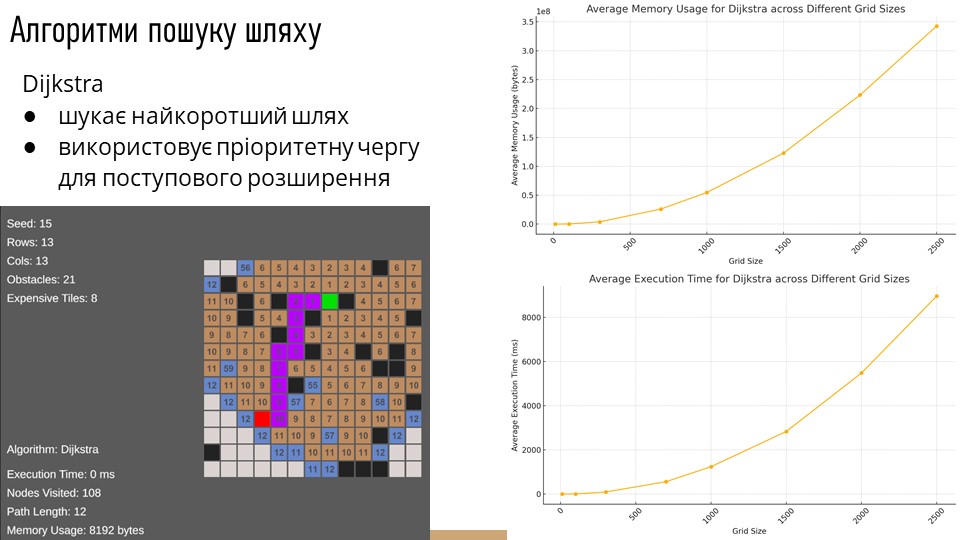 Алгоритми пошуку шляху
Dijkstra
● шукає найкоротший шлях
● використовує пріоритетну чергу
для поступового розширення
Seed: 15
Rows: 13
Cols: 13
Obstacles: 21
Expensive Tiles: 8
56 6 5 4 3 2 3 4 6 7
12 6 5 4 3 2 1 2 3 4 5 6
11 10 6 4 5 6 7
10 9 5 4 1 2 3 4 5
9 8 7 6 2 3 4 5 6 7
10 9 8 7 3 4 6 8
11 59 9 8 6 5 4 5 6 9
12 11 10 9 55 5 6 7 8 9 10
12 11 10 57 7 6 7 8 58 10
12 9 8 7 8 9 10 11 12
12 11 10 9 57 9 10 12
12 11 10 11 10 11 12
11 12
Algorithm: Dijkstra
Execution Time: 0 ms
Nodes Visited: 108
Path Length: 12
Memory Usage: 8192 bytes
Average Memory Usage for Dijkstra across Different Grid Sizes
1e8
Average Memory Usage (bytes)
3.5
3.0
2.5
2.0
1.5
1.0
0.5
0.0
0 500 1000 1500 2000 2500
Grid Size
Average Execution Time for Dijkstra across Different Grid Sizes
Average Execution Time (ms)
8000
6000
4000
2000
0
0 500 1000 1500 2000 2500
Grid Size